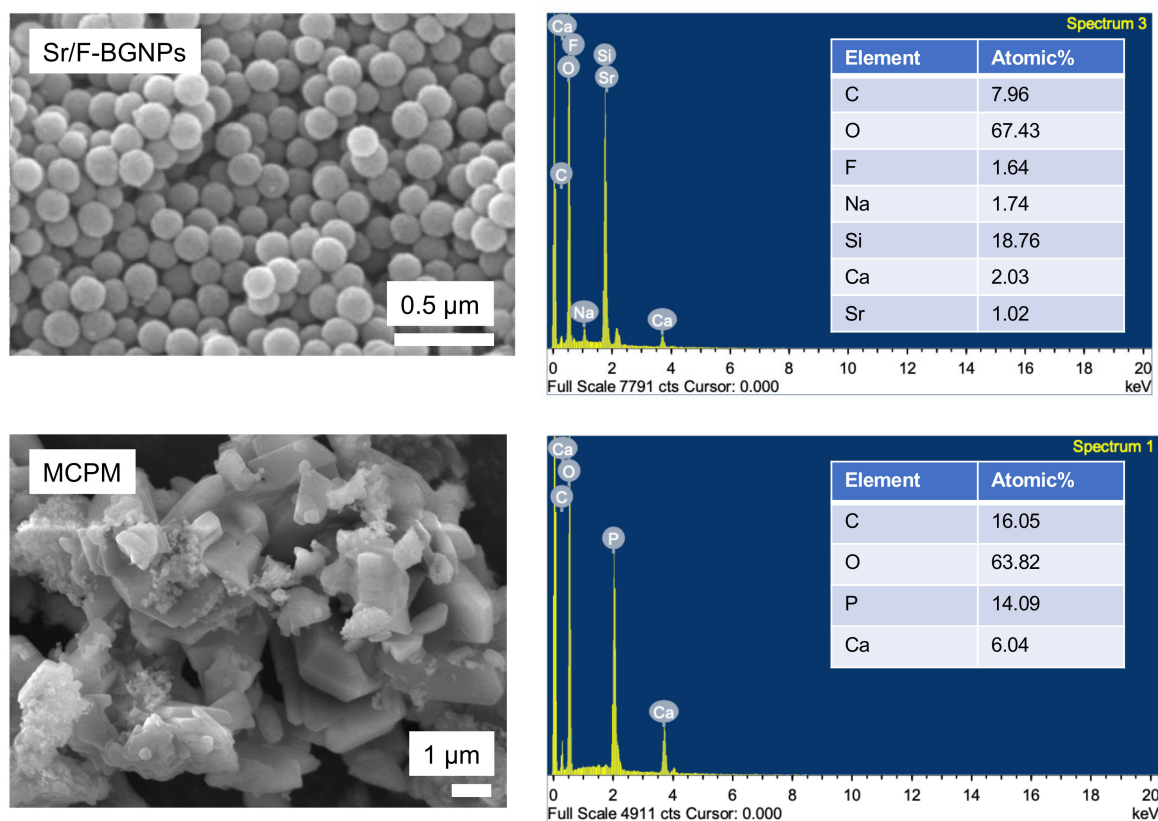 Sr/F-BGNPs
0.5 µm
Spectrum 3
Ca
F
O
Si
Sr
C
Na
Ca
Element Atomic%
C 7.96
O 67.43
F 1.64
Na 1.74
Si 18.76
Ca 2.03
Sr 1.02
0 2 4 6 8 10 12 14 16 18 20
Full Scale 7791 cts Cursor: 0.000 keV
MCPM
1 µm
Spectrum 1
Ca
O
C
P
Ca
Element Atomic%
C 16.05
O 63.82
P 14.09
Ca 6.04
0 2 4 6 8 10 12 14 16 18 20
Full Scale 4911 cts Cursor: 0.000 keV